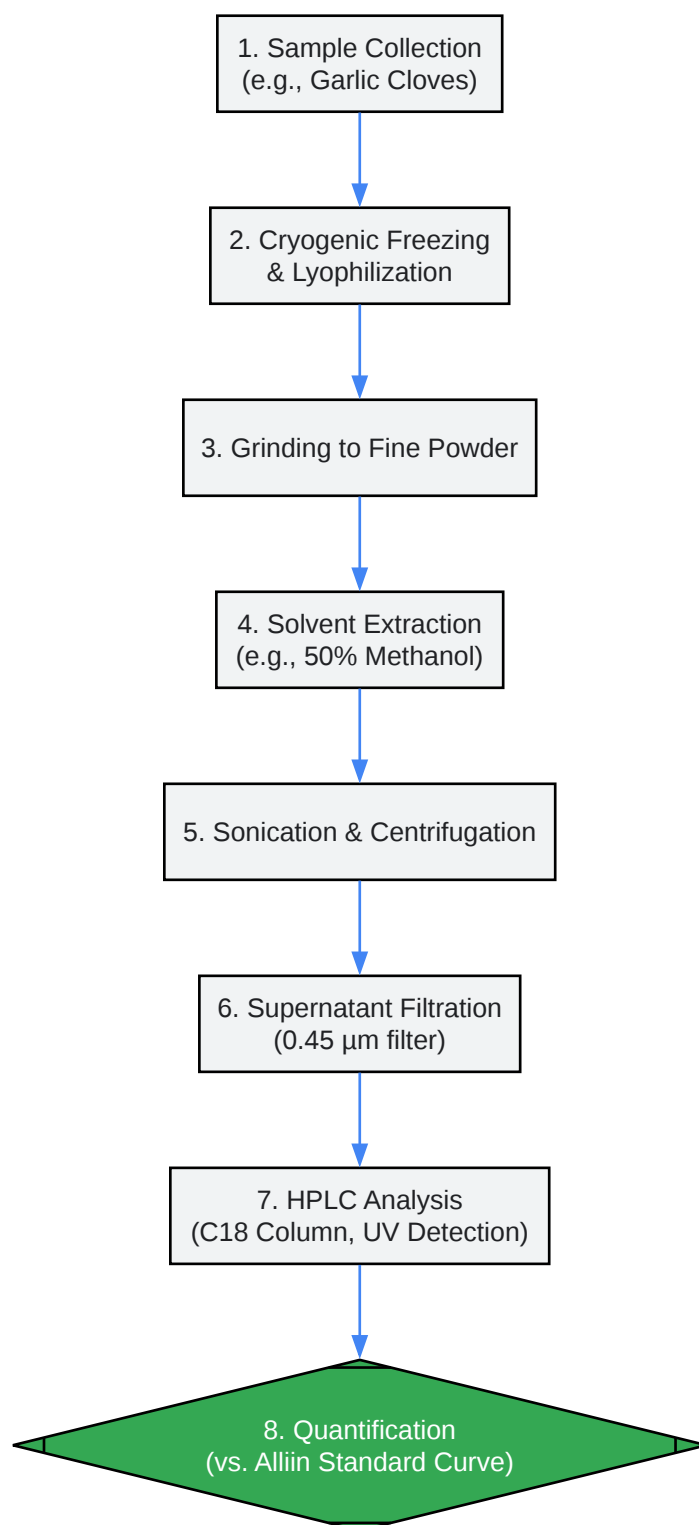 1. Sample Collection
(e.g., Garlic Cloves)
2. Cryogenic Freezing
& Lyophilization
3. Grinding to Fine Powder
4. Solvent Extraction
(e.g., 50% Methanol)
5. Sonication & Centrifugation
6. Supernatant Filtration
(0.45 µm filter)
7. HPLC Analysis
(C18 Column, UV Detection)
8. Quantification
(vs. Alliin Standard Curve)